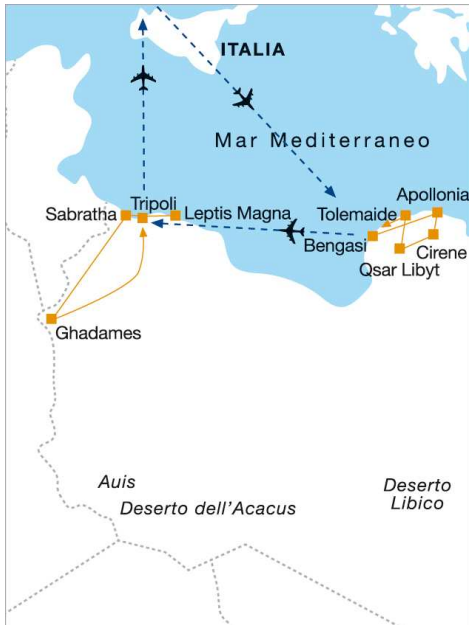 ITALIA
Mar Mediterraneo
Apollonia
Tripoli
Sabratha
Leptis Magna
Tolemaide
Bengasi
Cirene
Qsar Libyt
Ghadames
Auis
Deserto dell'Acacus
Deserto
Libico